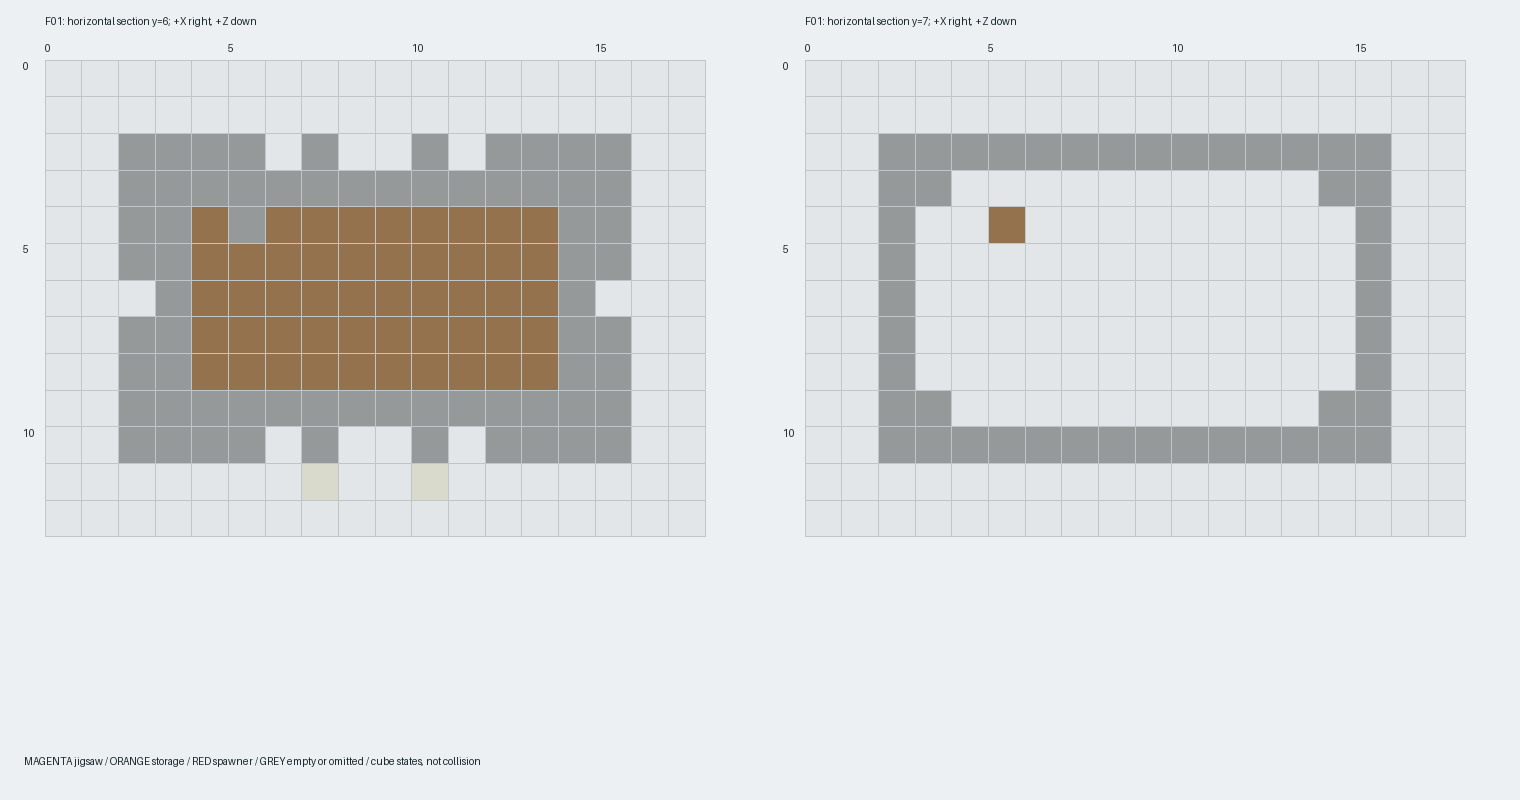 F01: horizontal section y=6; +X right, +Z down
F01: horizontal section y=7; +X right, +Z down
0 5 10 15
0 5 10 15
0 0
5 5
10 10
MAGENTA jigsaw / ORANGE storage / RED spawner / GREY empty or omitted / cube states, not collision